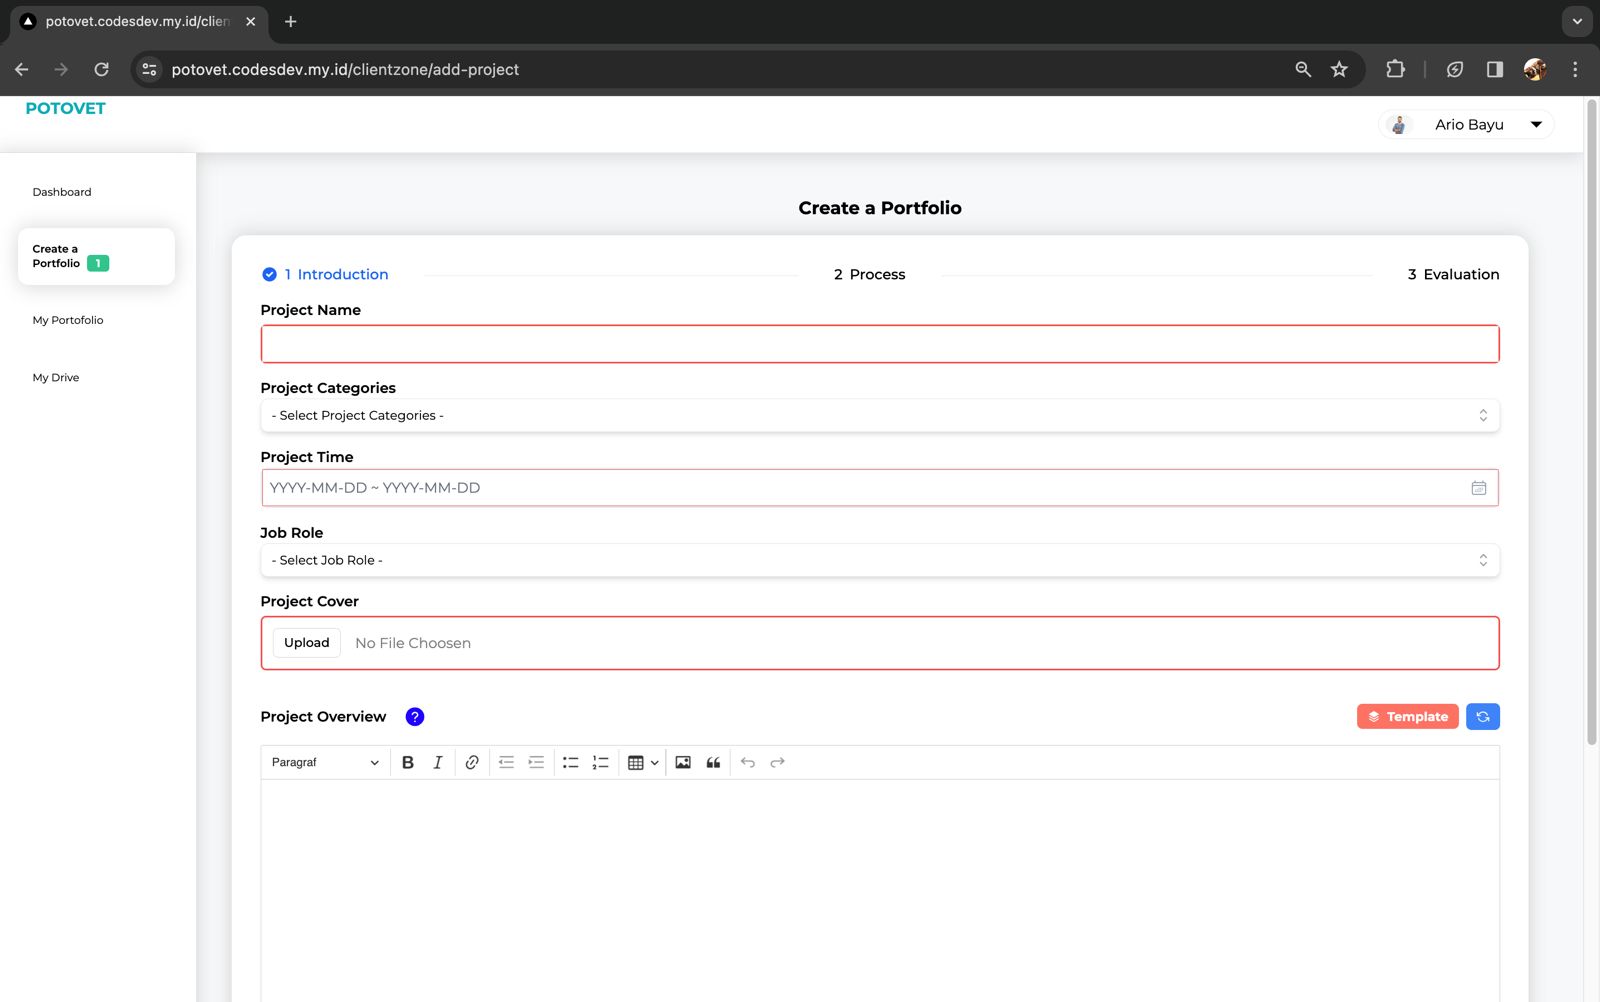 potovet.codesdev.my.id/clien
potovet.codesdev.my.id/clientzone/add-project
POTOVET
Ario Bayu
Dashboard
Create a
Portfolio 1
My Portofolio
My Drive
Create a Portfolio
1 Introduction
2 Process
3 Evaluation
Project Name
Project Categories
- Select Project Categories -
Project Time
YYYY-MM-DD ~ YYYY-MM-DD
Job Role
- Select Job Role -
Project Cover
Upload No File Choosen
Project Overview ?
Template
Paragraf B I